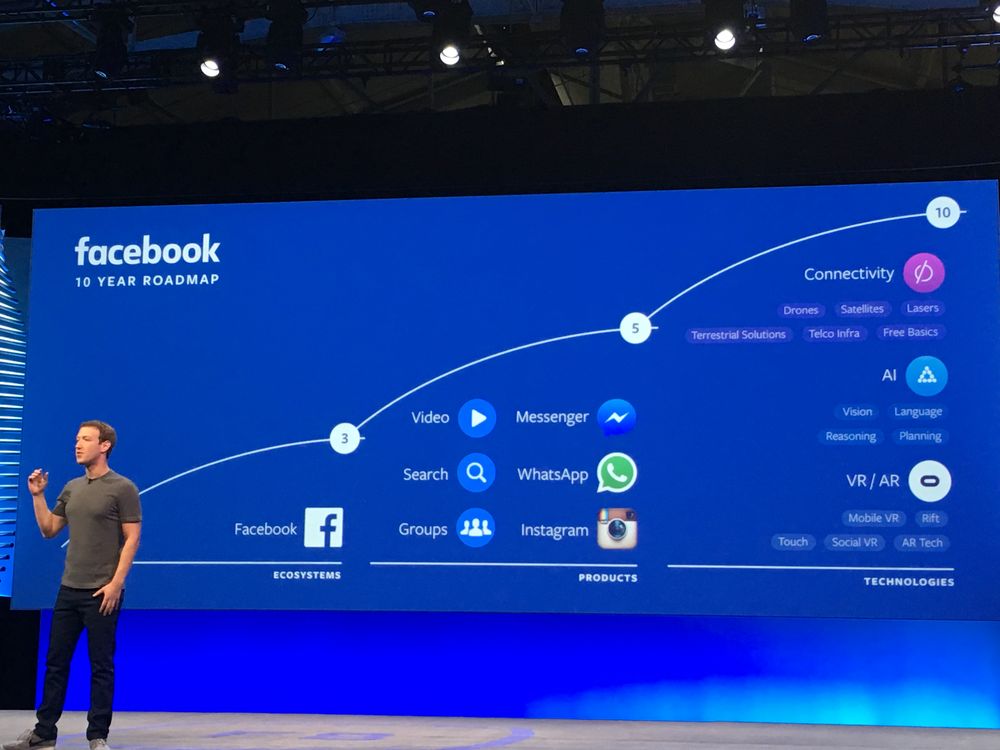 facebook
10 YEAR ROADMAP
3
5
10
Facebook
ECOSYSTEMS
Video
Messenger
Search
WhatsApp
Groups
Instagram
PRODUCTS
Connectivity
Drones Satellites Lasers
Terrestrial Solutions Telco Infra Free Basics
AI
Vision Language
Reasoning Planning
VR / AR
Mobile VR Rift
Touch Social VR AR Tech
TECHNOLOGIES